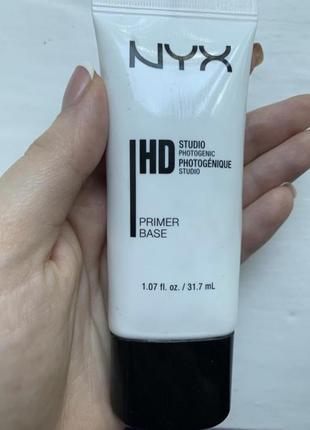 NYX
HD
STUDIO
PHOTOGENIC
PHOTOGÉNIQUE
STUDIO
PRIMER
BASE
1.07 fl. oz. / 31.7 mL